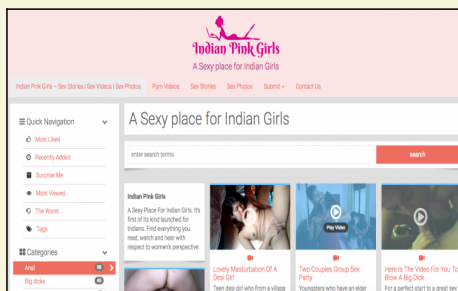 Indian Pink Girls
A Sexy place for Indian Girls
Indian Pink Girls – Sex Stories | Sex Videos | Sex Photos
Porn Videos
Sex Stories
Sex Photos
Submit
Contact Us
Quick Navigation
Most Liked
Recently Added
Surprise Me
Most Viewed
The Worst
Tags
Categories
Anal
Big dicks
A Sexy place for Indian Girls
enter search terms
search
Indian Pink Girls
A Sexy Place For Indian Girls. It's
first of its kind launched for
Indians. Find everything you
read, watch and hear with
respect to women's perspective.
Lovely Masturbation Of A
Desi Girl
Teen desi girl who from a village
Play Video
Two Couples Group Sex
Party
Youngsters who have an elder
Here Is The Video For You To
Blow A Big Dick
For a perfect start to a great sex